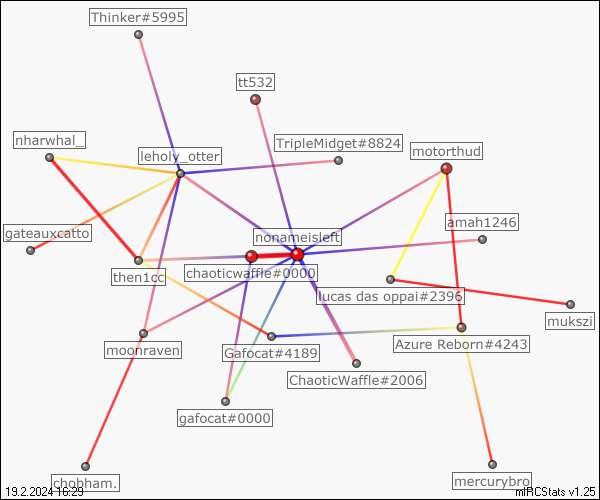 Thinker#5995
tt532
nharwhal_
TripleMidget#8824
leholy_otter
motorthud
amah1246
gateauxcatto
nonameisleft
then1cc
chaoticwaffle#0000
lucas das oppai#2396
mukszi
moonraven
Gafocat#4189
Azure Reborn#4243
ChaoticWaffle#2006
gafocat#0000
chobham.
mercurybro
19.2.2024 16:29
mIRCStats v1.25